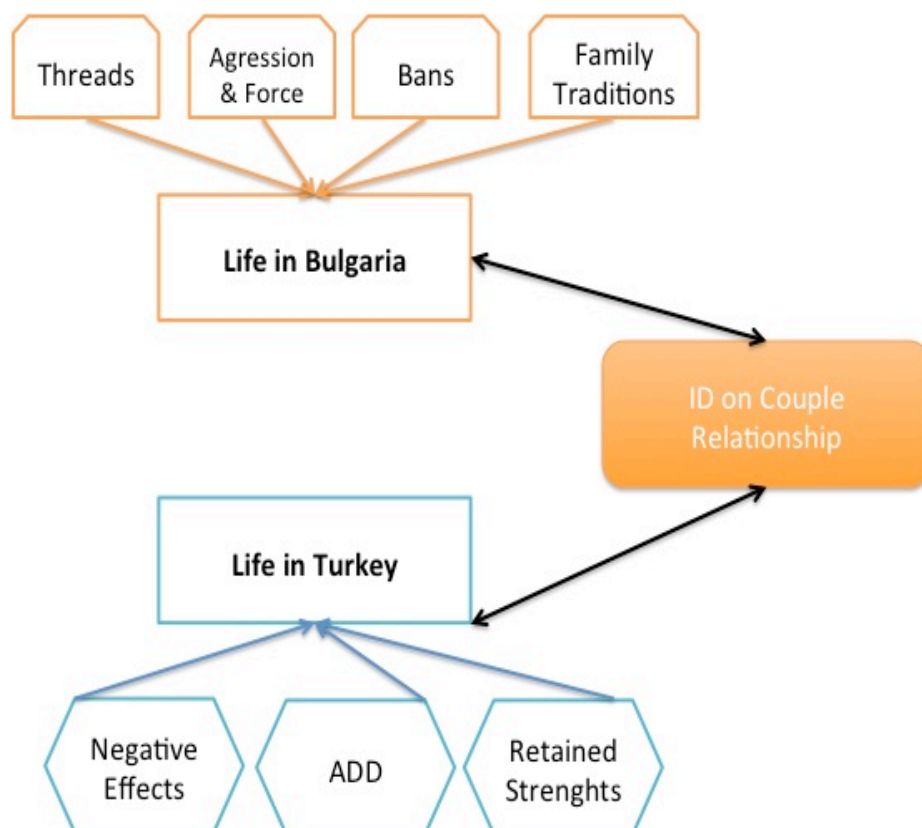 Threads
Agression
& Force
Bans
Family
Traditions
Life in Bulgaria
ID on Couple
Relationship
Life in Turkey
Negative
Effects
ADD
Retained
Strenghts